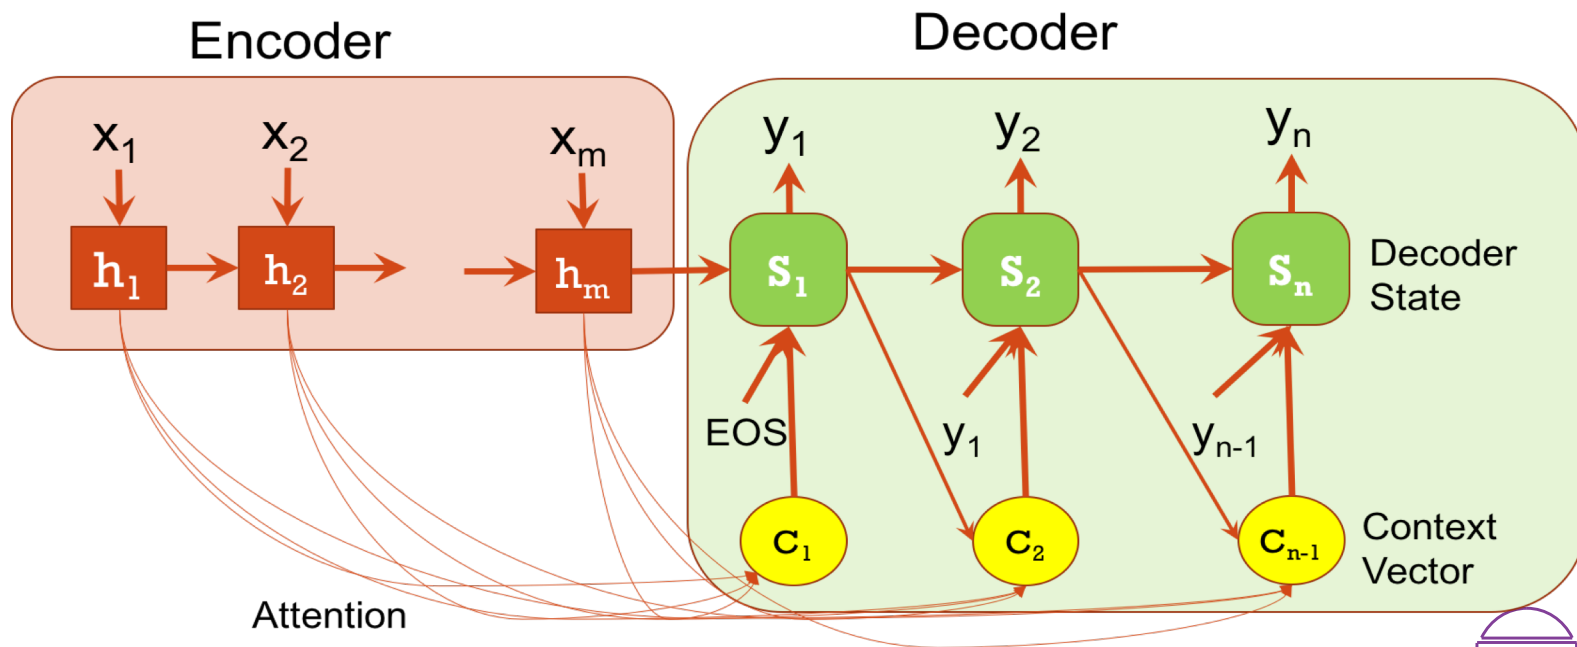 Encoder
Decoder
x1
x2
xm
y1
y2
yn
h1
h2
hm
S1
S2
Sn
Decoder
State
EOS
y1
yn-1
C1
C2
Cn-1
Context
Vector
Attention